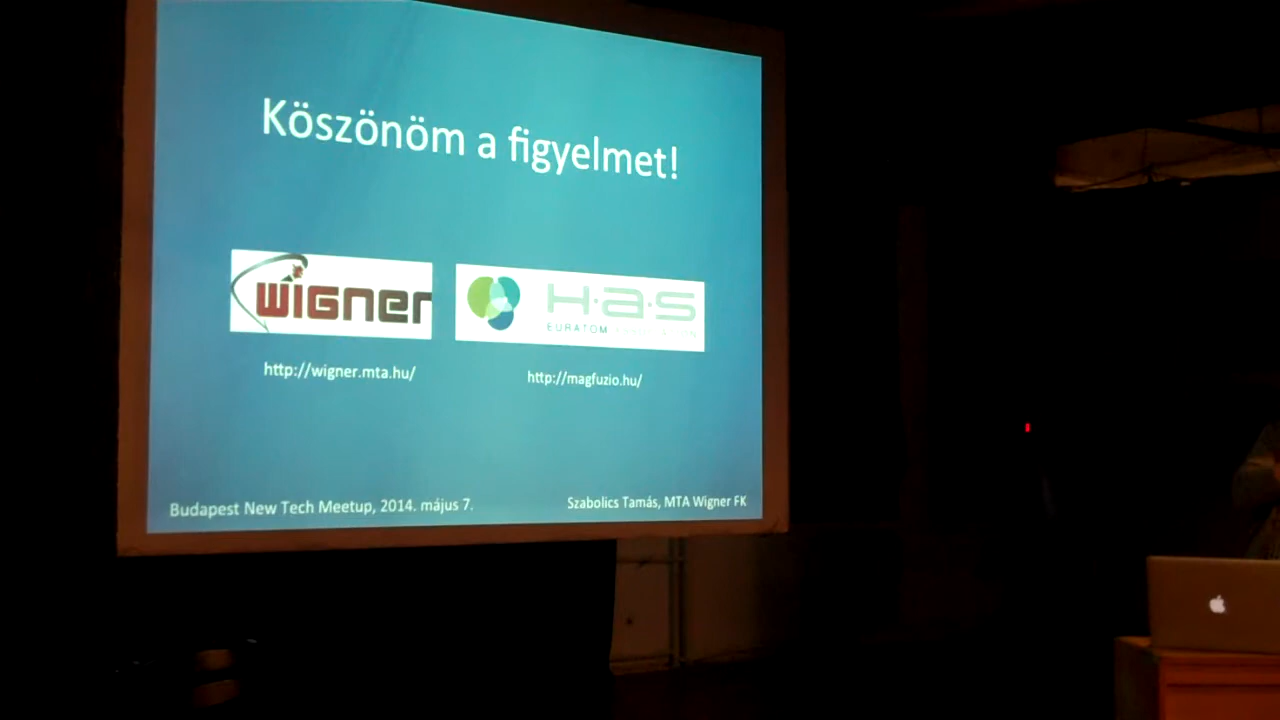 Köszönöm a figyelmet!
wigner
H·a·s
EURATOM
http://wigner.mta.hu/
http://magfuzio.hu/
Budapest New Tech Meetup, 2014. május 7.
Szabolics Tamás, MTA Wigner FK